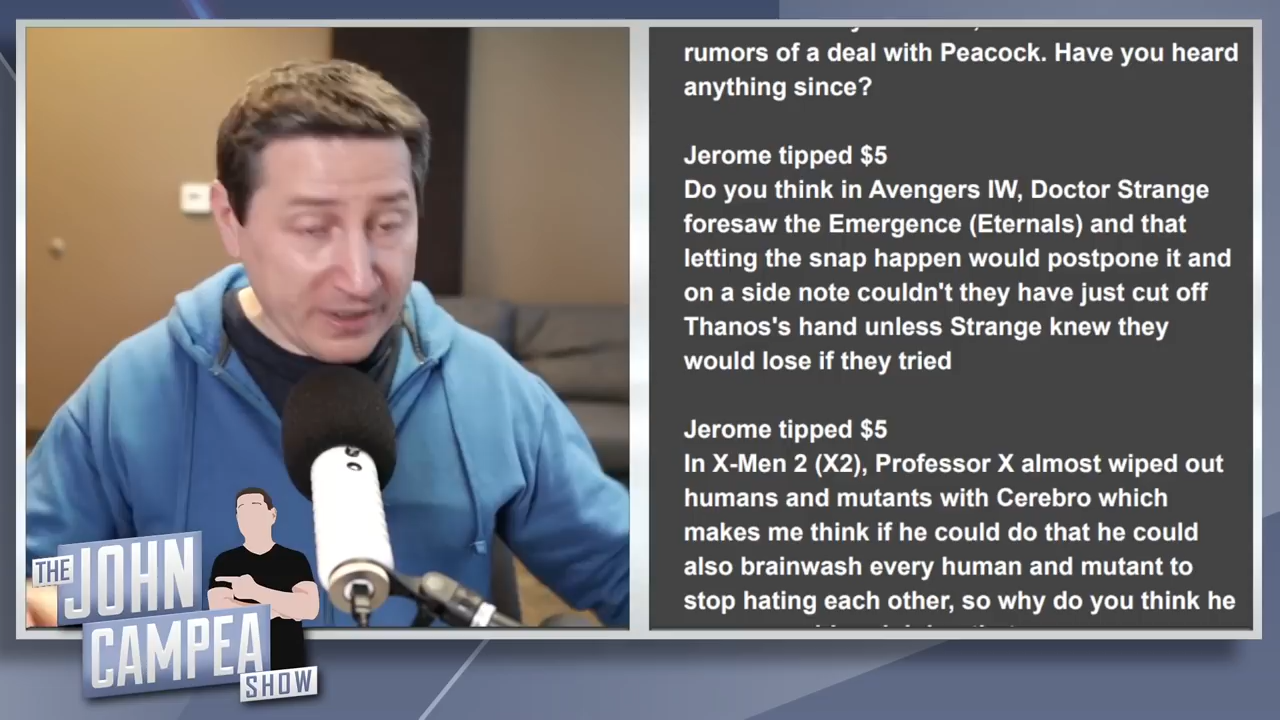 rumors of a deal with Peacock. Have you heard
anything since?
Jerome tipped $5
Do you think in Avengers IW, Doctor Strange
foresaw the Emergence (Eternals) and that
letting the snap happen would postpone it and
on a side note couldn't they have just cut off
Thanos's hand unless Strange knew they
would lose if they tried
Jerome tipped $5
In X-Men 2 (X2), Professor X almost wiped out
humans and mutants with Cerebro which
makes me think if he could do that he could
also brainwash every human and mutant to
stop hating each other, so why do you think he
THE
JOHN
CAMPEA
SHOW